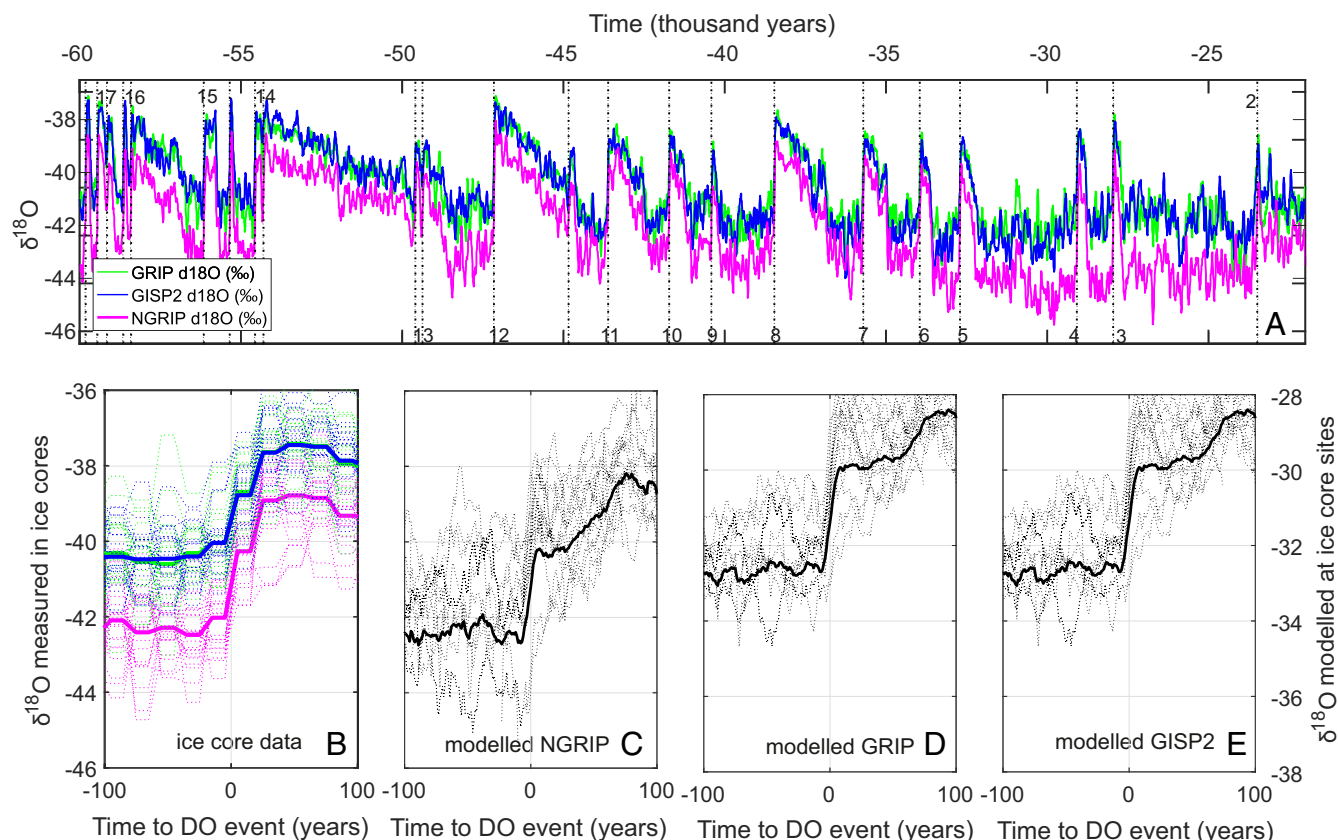 Time (thousand years)
-60 -55 -50 -45 -40 -35 -30 -25
17 16 15 14 2
-38
-40
-42
-44
-46
δ18O
GRIP d18O (‰)
GISP2 d18O (‰)
NGRIP d18O (‰)
13 12 11 10 9 8 7 6 5 4 3
A
-36
-38
-40
-42
-44
-46
δ18O measured in ice cores
ice core data B
modelled NGRIP C
modelled GRIP D
modelled GISP2 E
-28
-30
-32
-34
-36
-38
δ18O modelled at ice core sites
-100 0 100 -100 0 100 -100 0 100 -100 0 100
Time to DO event (years) Time to DO event (years) Time to DO event (years) Time to DO event (years)